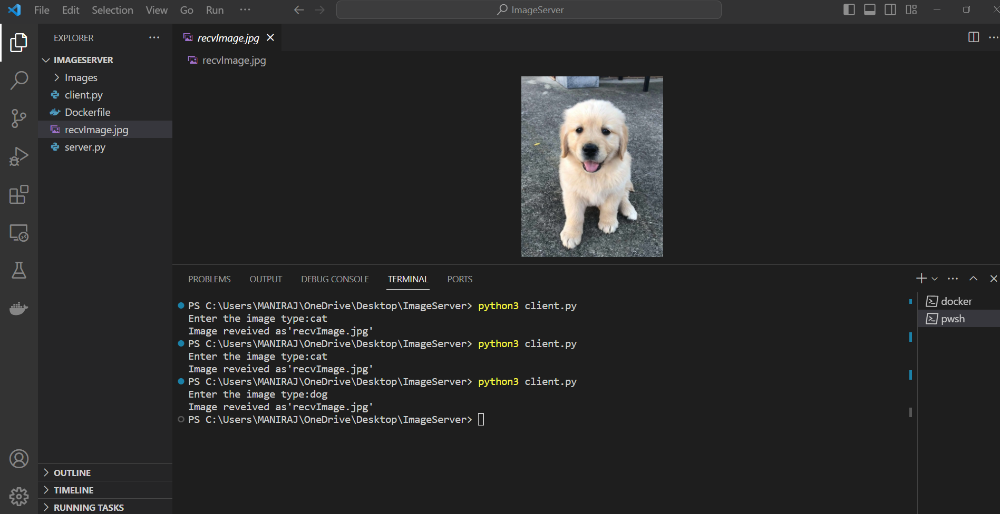 File Edit Selection View Go Run ··· ImageServer
EXPLORER ···
IMAGESERVER
Images
client.py
Dockerfile
recvImage.jpg
server.py
OUTLINE
TIMELINE
RUNNING TASKS
recvImage.jpg
recvImage.jpg
PROBLEMS OUTPUT DEBUG CONSOLE TERMINAL PORTS
PS C:\Users\MANIRAJ\OneDrive\Desktop\ImageServer> python3 client.py
Enter the image type:cat
Image reveived as'recvImage.jpg'
PS C:\Users\MANIRAJ\OneDrive\Desktop\ImageServer> python3 client.py
Enter the image type:cat
Image reveived as'recvImage.jpg'
PS C:\Users\MANIRAJ\OneDrive\Desktop\ImageServer> python3 client.py
Enter the image type:dog
Image reveived as'recvImage.jpg'
PS C:\Users\MANIRAJ\OneDrive\Desktop\ImageServer>
docker
pwsh